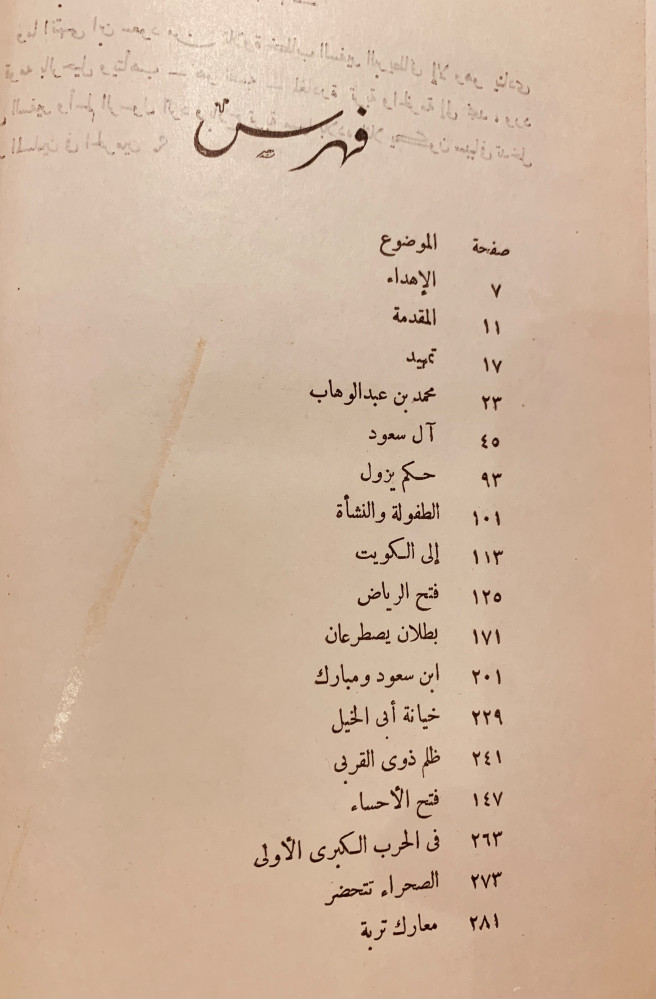 فهرس
صفحة الموضوع
٧ الإهداء
١١ المقدمة
١٧ تمهيد
٢٣ محمد بن عبدالوهاب
٤٥ آل سعود
٩٣ حكم يزول
١٠١ الطفولة والنشأة
١١٣ إلى الكويت
١٢٥ فتح الرياض
١٧١ بطلان يصطرعان
٢٠١ ابن سعود ومبارك
٢٢٩ خيانة أبى الخيل
٢٤١ ظلم ذوى القربى
١٤٧ فتح الأحساء
٢٦٣ فى الحرب الكبرى الأولى
٢٧٣ الصحراء تتحضر
٢٨١ معارك تربة